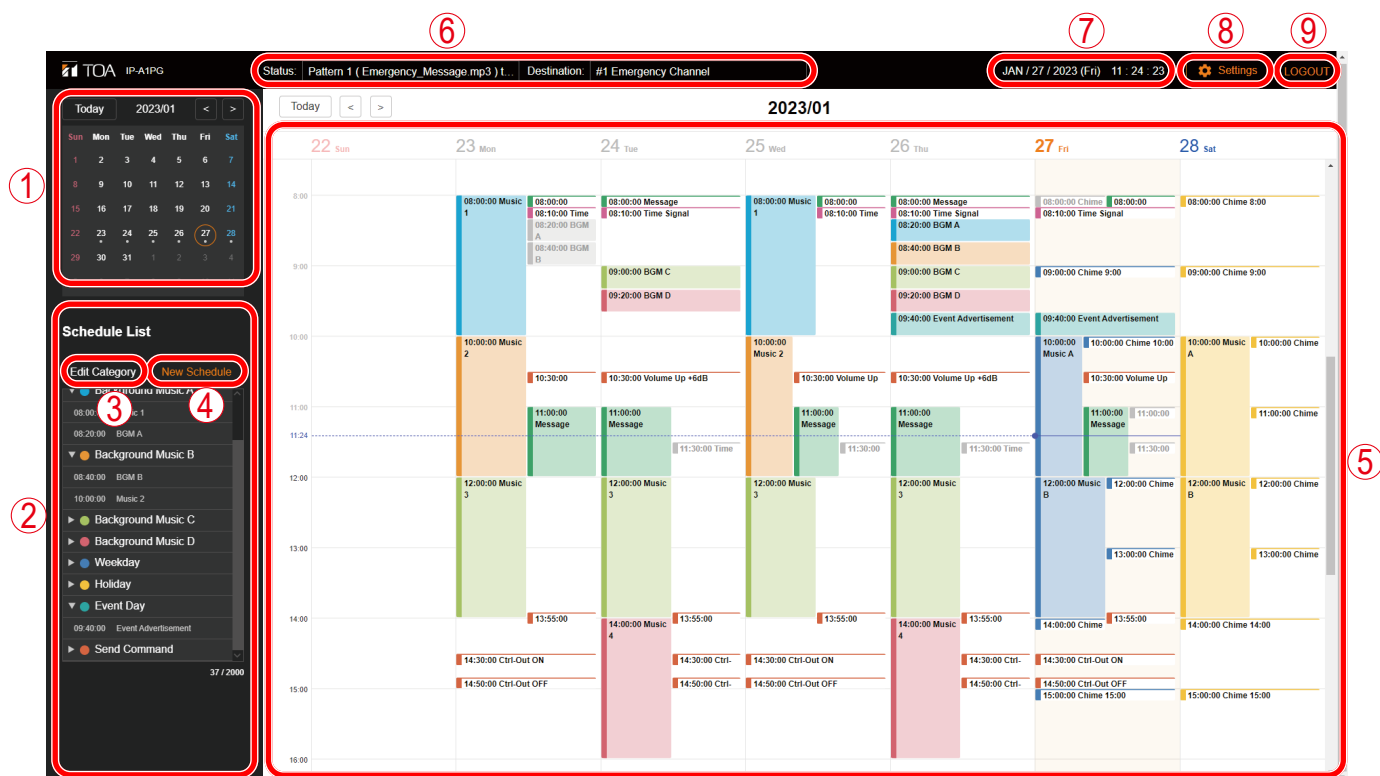 ⑥ ⑦ ⑧ ⑨
TOA IP-A1PG
Status: Pattern 1 ( Emergency_Message.mp3 ) t... Destination: #1 Emergency Channel
JAN / 27 / 2023 (Fri) 11 : 24 : 23
Settings
LOGOUT
Today 2023/01 < >
Sun Mon Tue Wed Thu Fri Sat
1 2 3 4 5 6 7
8 9 10 11 12 13 14
15 16 17 18 19 20 21
22 23 24 25 26 27 28
29 30 31 1 2 3 4
①
Schedule List
Edit Category New Schedule
③ ④
Background Music A
08:20:00 BGM A
Background Music B
08:40:00 BGM B
10:00:00 Music 2
②
Background Music C
Background Music D
Weekday
Holiday
Event Day
09:40:00 Event Advertisement
Send Command
37 / 2000
Today < > 2023/01
22 Sun 23 Mon 24 Tue 25 Wed 26 Thu 27 Fri 28 Sat
⑤
8:00
9:00
10:00
11:00
11:24
12:00
13:00
14:00
15:00
16:00
08:00:00 Music
1
08:00:00
08:10:00 Time
08:20:00 BGM
A
08:40:00 BGM
B
10:00:00 Music
2
10:30:00
11:00:00
Message
12:00:00 Music
3
13:55:00
14:30:00 Ctrl-Out ON
14:50:00 Ctrl-Out OFF
08:00:00 Message
08:10:00 Time Signal
09:00:00 BGM C
09:20:00 BGM D
10:30:00 Volume Up +6dB
11:00:00
Message
11:30:00 Time
12:00:00 Music
3
13:55:00
14:00:00 Music
4
14:30:00 Ctrl-
14:50:00 Ctrl-
08:00:00 Music
1
08:00:00
08:10:00 Time
10:00:00
Music 2
10:30:00 Volume Up
11:00:00
Message
11:30:00
12:00:00 Music
3
13:55:00
14:30:00 Ctrl-Out ON
14:50:00 Ctrl-Out OFF
08:00:00 Message
08:10:00 Time Signal
08:20:00 BGM A
08:40:00 BGM B
09:00:00 BGM C
09:20:00 BGM D
09:40:00 Event Advertisement
10:30:00 Volume Up +6dB
11:00:00
Message
11:30:00 Time
12:00:00 Music
3
13:55:00
14:00:00 Music
4
14:30:00 Ctrl-
14:50:00 Ctrl-
08:00:00 Chime
08:00:00
08:10:00 Time Signal
09:00:00 Chime 9:00
09:40:00 Event Advertisement
10:00:00
Music A
10:00:00 Chime 10:00
10:30:00 Volume Up
11:00:00
Message
11:00:00
11:30:00
12:00:00 Music
B
12:00:00 Chime
13:00:00 Chime
13:55:00
14:00:00 Chime
14:30:00 Ctrl-Out ON
14:50:00 Ctrl-Out OFF
15:00:00 Chime 15:00
08:00:00 Chime 8:00
09:00:00 Chime 9:00
10:00:00 Music
A
10:00:00 Chime
11:00:00 Chime
12:00:00 Music
B
12:00:00 Chime
13:00:00 Chime
14:00:00 Chime 14:00
15:00:00 Chime 15:00